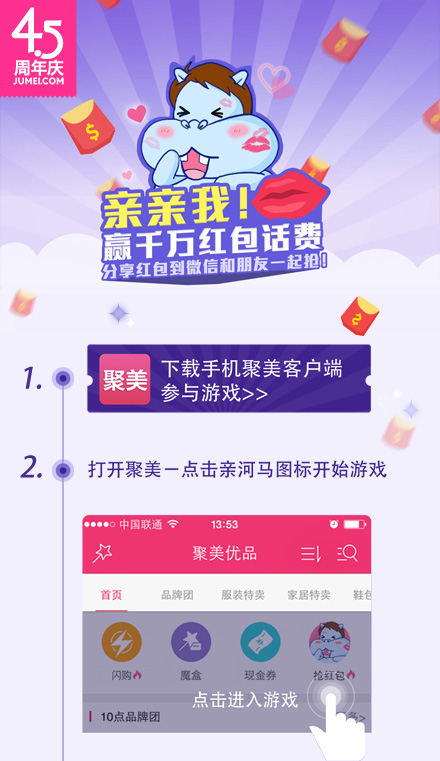 4.5
周年庆
JUMEI.COM
亲亲我!
赢千万红包话费
分享红包到微信和朋友一起抢!
1.
聚美
下载手机聚美客户端
参与游戏>>
2.
打开聚美－点击亲河马图标开始游戏
中国联通 13:53
聚美优品
首页 品牌团 服装特卖 家居特卖 鞋包
闪购 魔盒 现金券 抢红包
点击进入游戏
10点品牌团